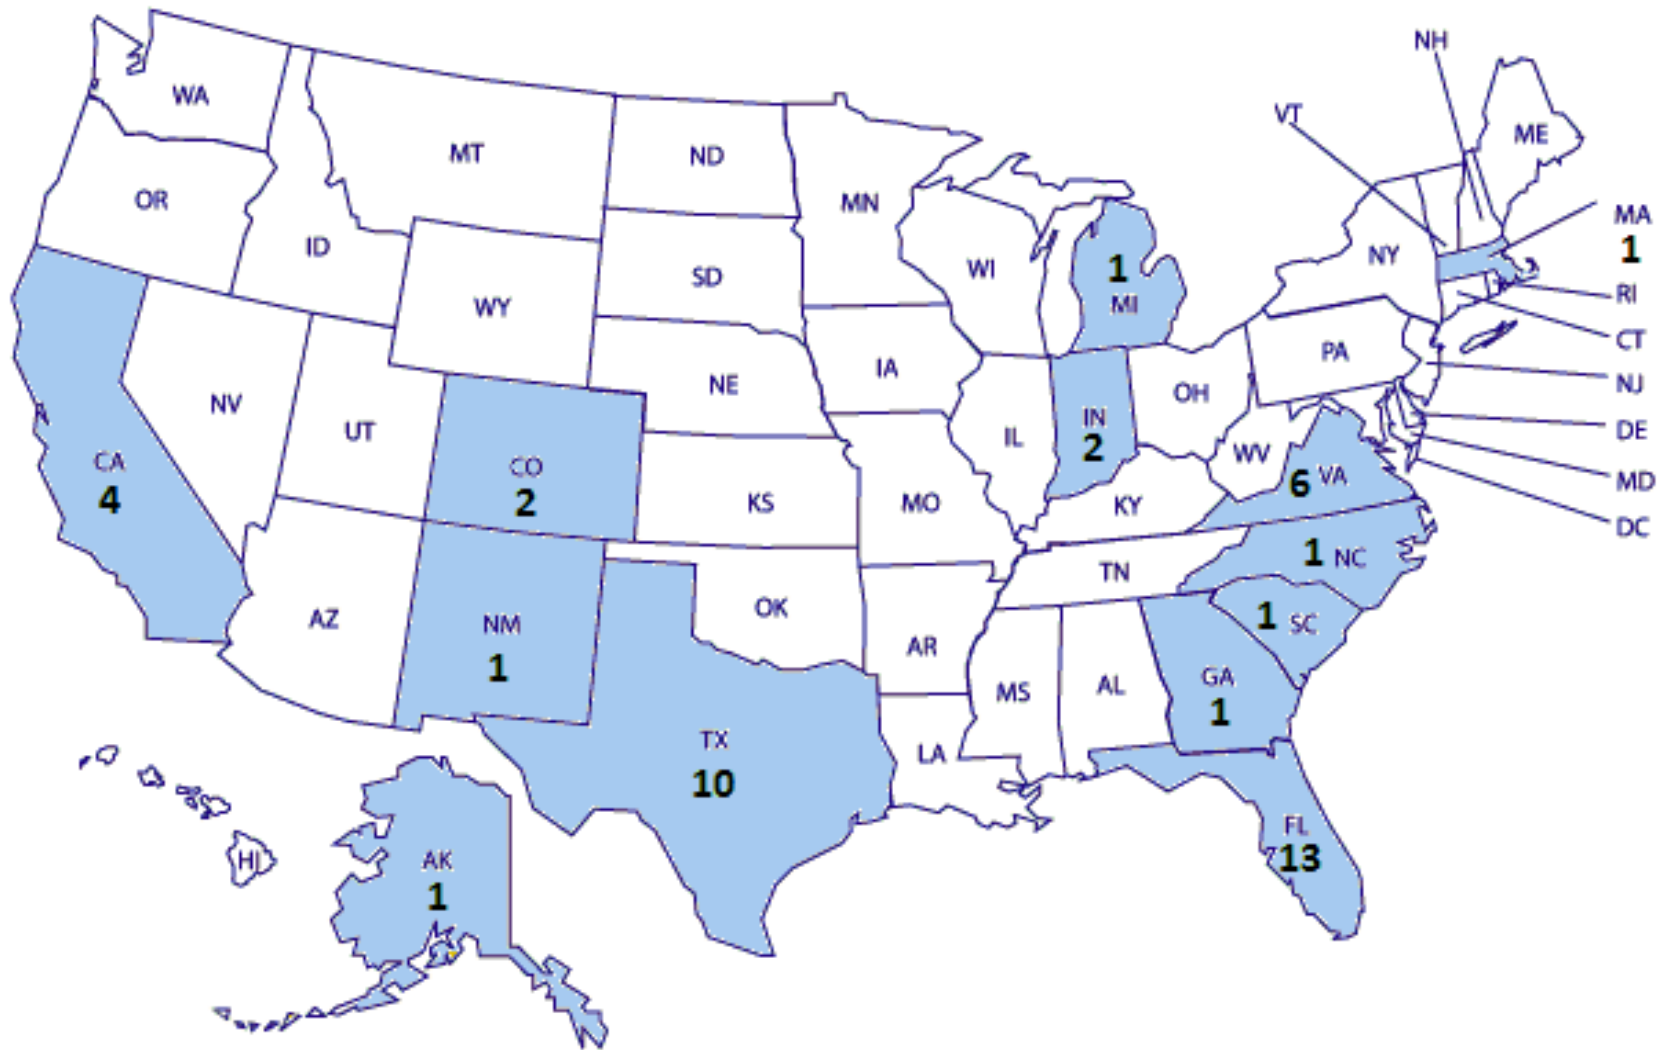 NH
WA
VT
ME
MT
ND
OR
MN
MA
1
ID
WI
NY
1
MI
SD
WY
RI
CT
PA
IA
NJ
NE
OH
NV
IN
2
DE
UT
IL
WV
CA
4
CO
2
6 VA
MD
KS
MO
KY
DC
1 NC
TN
OK
AZ
NM
1
1 SC
AR
GA
1
AL
MS
TX
10
LA
FL
13
HI
AK
1